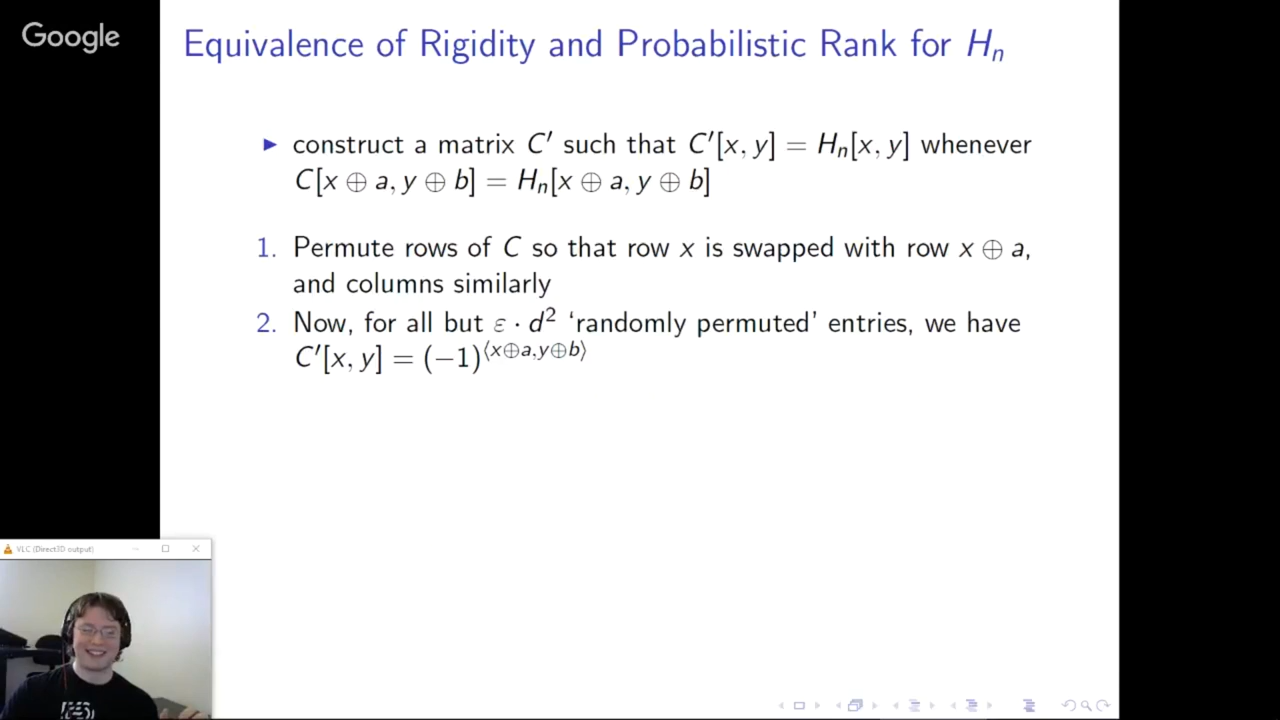 Google
Equivalence of Rigidity and Probabilistic Rank for Hₙ
▶ construct a matrix C′ such that C′[x, y] = Hₙ[x, y] whenever
C[x ⊕ a, y ⊕ b] = Hₙ[x ⊕ a, y ⊕ b]
1. Permute rows of C so that row x is swapped with row x ⊕ a,
and columns similarly
2. Now, for all but ε · d² ‘randomly permuted’ entries, we have
C′[x, y] = (−1)^⟨x⊕a,y⊕b⟩
VLC (Direct3D output)